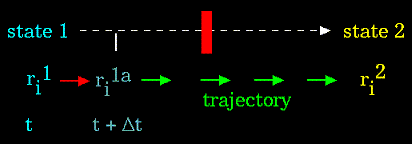 state 1 state 2
r_i^1 r_i^{1a} r_i^2
trajectory
t t + Δt